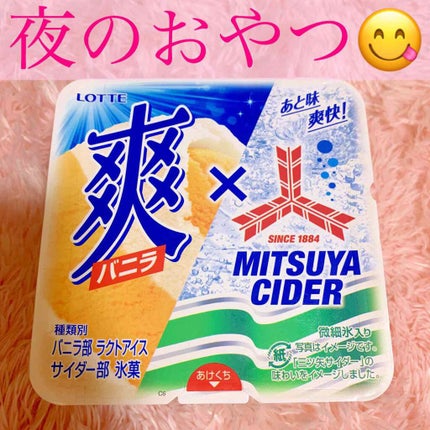 夜のおやつ😋
LOTTE
爽
バニラ
×
あと味
爽快!
SINCE 1884
MITSUYA
CIDER
種類別
バニラ部 ラクトアイス
サイダー部 氷菓
微細氷入り
写真はイメージです。
「三ツ矢サイダー」の
味わいをイメージしました。
紙
あけくち
CS